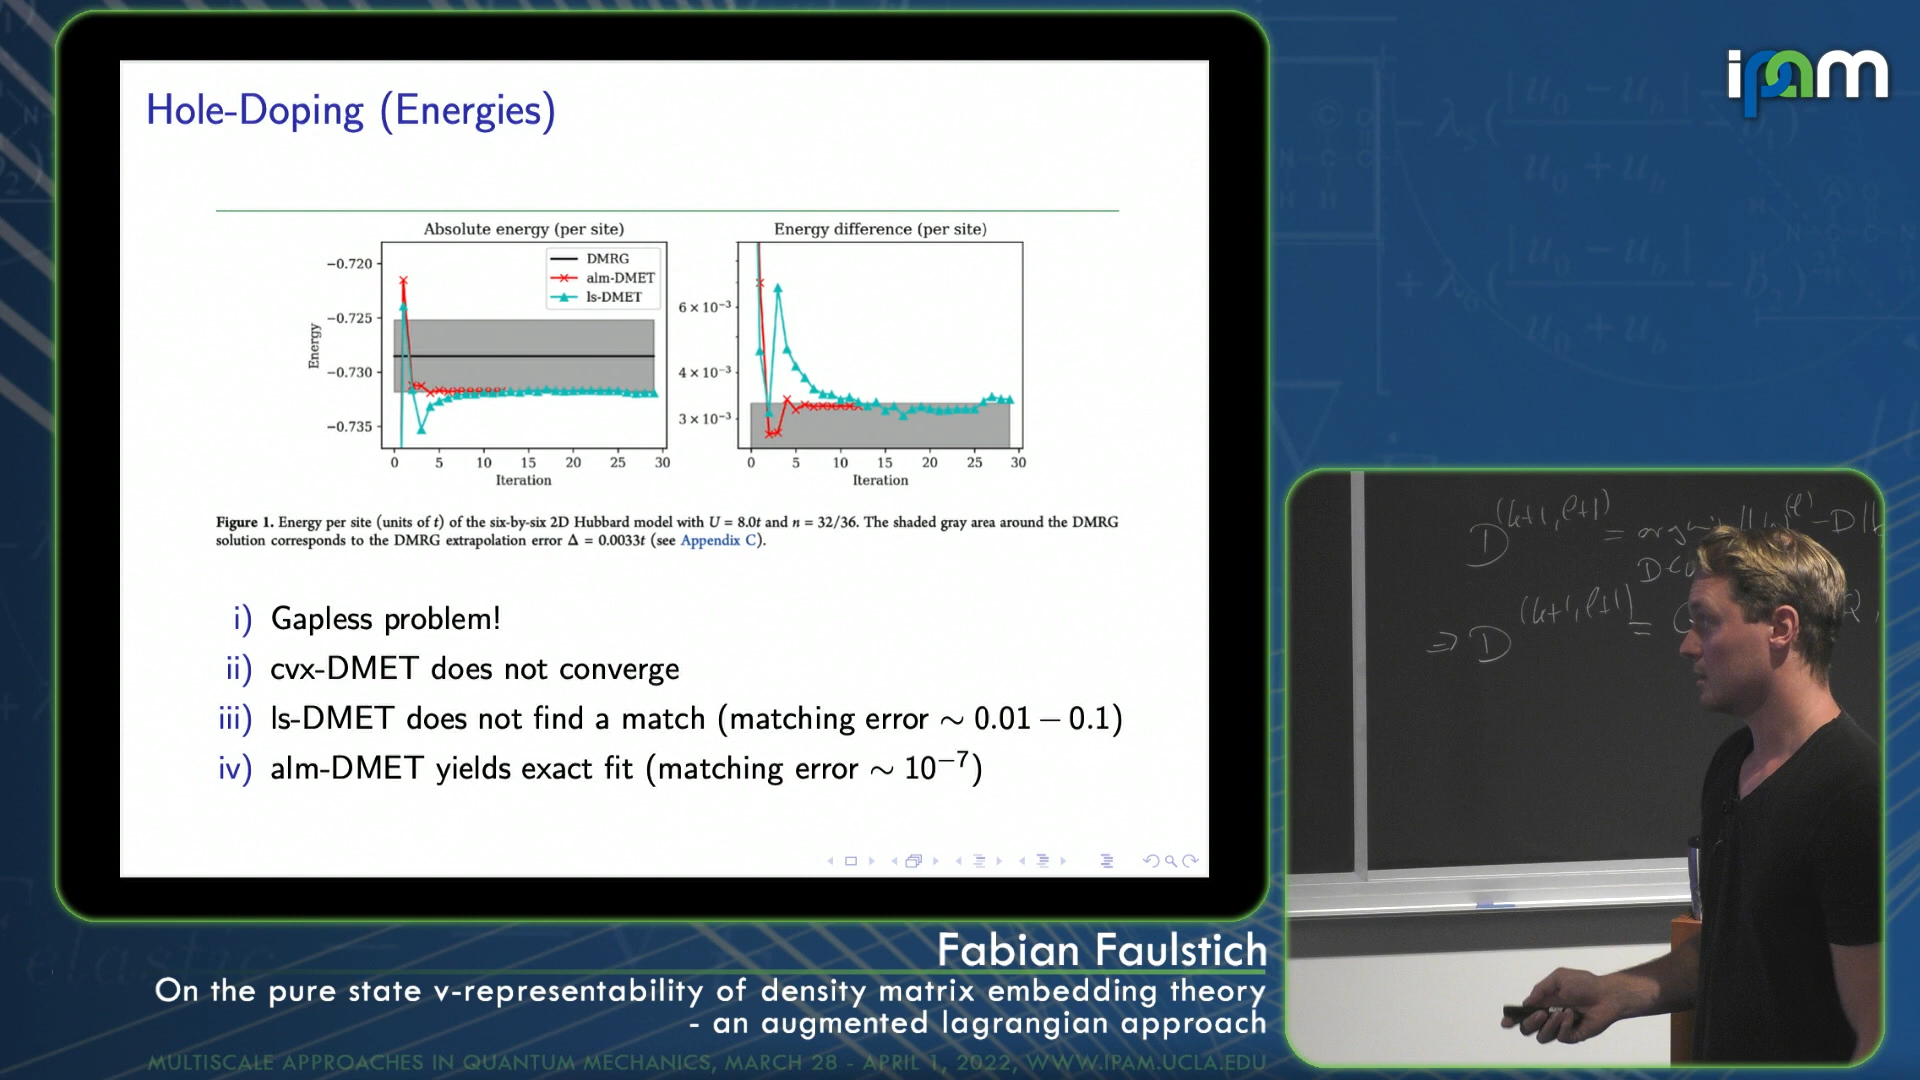 Hole-Doping (Energies)
Absolute energy (per site)
Energy difference (per site)
−0.720
−0.725
−0.730
−0.735
Energy
DMRG
alm-DMET
ls-DMET
0 5 10 15 20 25 30
Iteration
6 × 10⁻³
4 × 10⁻³
3 × 10⁻³
0 5 10 15 20 25 30
Iteration
Figure 1. Energy per site (units of t) of the six-by-six 2D Hubbard model with U = 8.0t and n = 32/36. The shaded gray area around the DMRG
solution corresponds to the DMRG extrapolation error Δ = 0.0033t (see Appendix C).
i) Gapless problem!
ii) cvx-DMET does not converge
iii) ls-DMET does not find a match (matching error ∼ 0.01 − 0.1)
iv) alm-DMET yields exact fit (matching error ∼ 10⁻⁷)
ipam
D^(k+1, ℓ+1) =
⇒ D^(k+1, ℓ+1) =
Fabian Faulstich
On the pure state v-representability of density matrix embedding theory
- an augmented lagrangian approach
MULTISCALE APPROACHES IN QUANTUM MECHANICS, MARCH 28 - APRIL 1, 2022, WWW.IPAM.UCLA.EDU